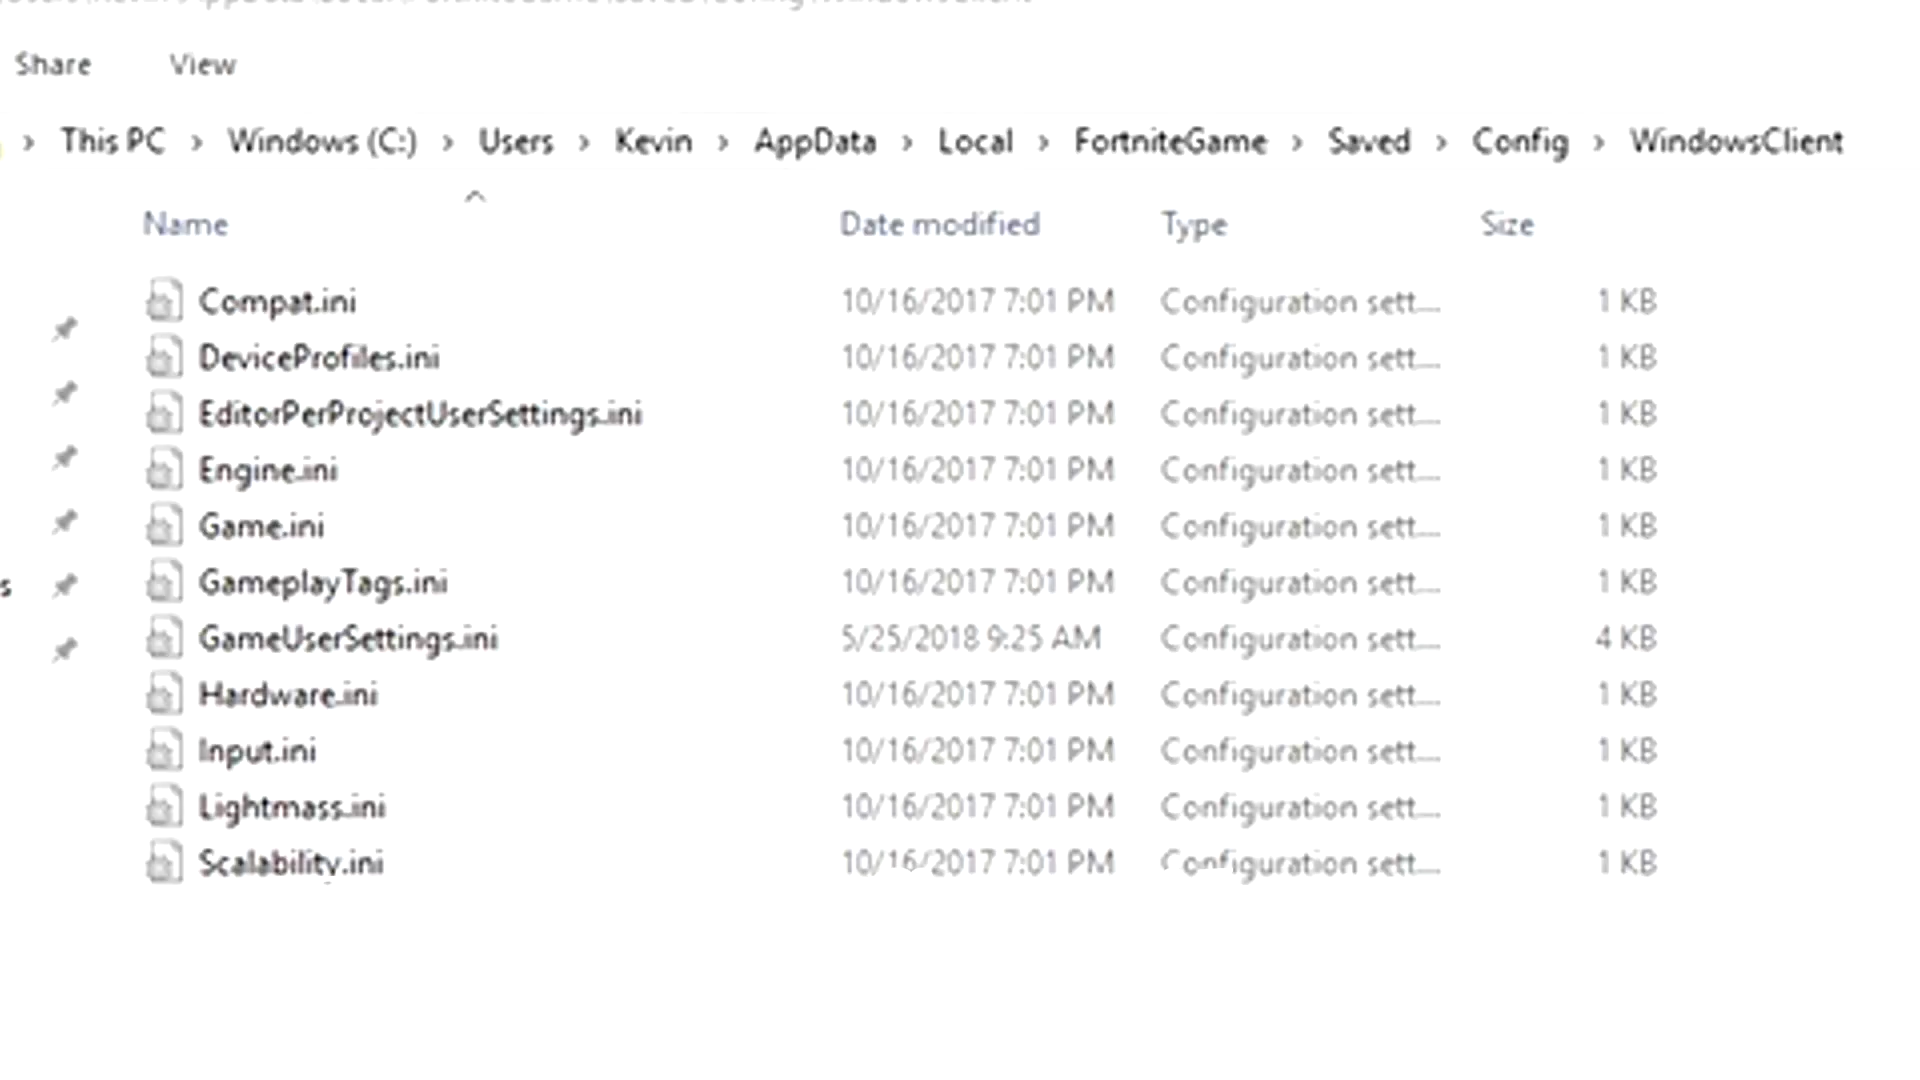 Share View
> This PC > Windows (C:) > Users > Kevin > AppData > Local > FortniteGame > Saved > Config > WindowsClient
Name Date modified Type Size
Compat.ini 10/16/2017 7:01 PM Configuration sett... 1 KB
DeviceProfiles.ini 10/16/2017 7:01 PM Configuration sett... 1 KB
EditorPerProjectUserSettings.ini 10/16/2017 7:01 PM Configuration sett... 1 KB
Engine.ini 10/16/2017 7:01 PM Configuration sett... 1 KB
Game.ini 10/16/2017 7:01 PM Configuration sett... 1 KB
GameplayTags.ini 10/16/2017 7:01 PM Configuration sett... 1 KB
s
GameUserSettings.ini 5/25/2018 9:25 AM Configuration sett... 4 KB
Hardware.ini 10/16/2017 7:01 PM Configuration sett... 1 KB
Input.ini 10/16/2017 7:01 PM Configuration sett... 1 KB
Lightmass.ini 10/16/2017 7:01 PM Configuration sett... 1 KB
Scalability.ini 10/16/2017 7:01 PM Configuration sett... 1 KB